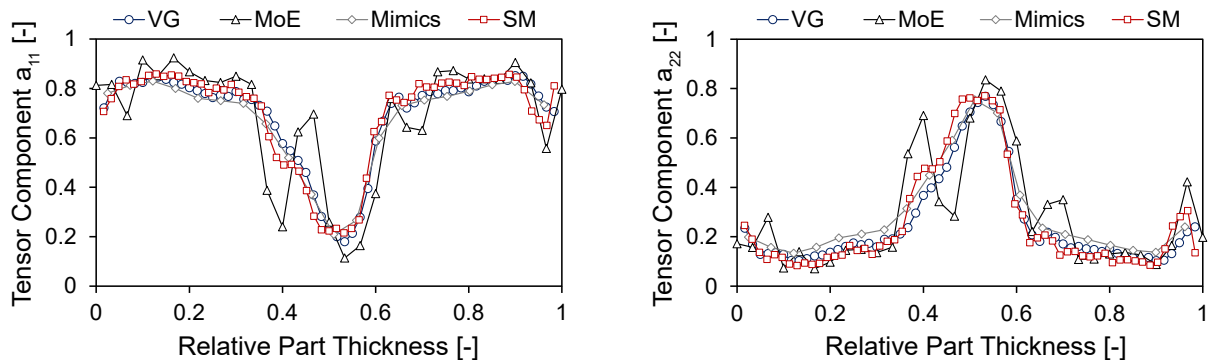 VG MoE Mimics SM
Tensor Component a11 [-]
1
0.8
0.6
0.4
0.2
0
0 0.2 0.4 0.6 0.8 1
Relative Part Thickness [-]
VG MoE Mimics SM
Tensor Component a22 [-]
1
0.8
0.6
0.4
0.2
0
0 0.2 0.4 0.6 0.8 1
Relative Part Thickness [-]